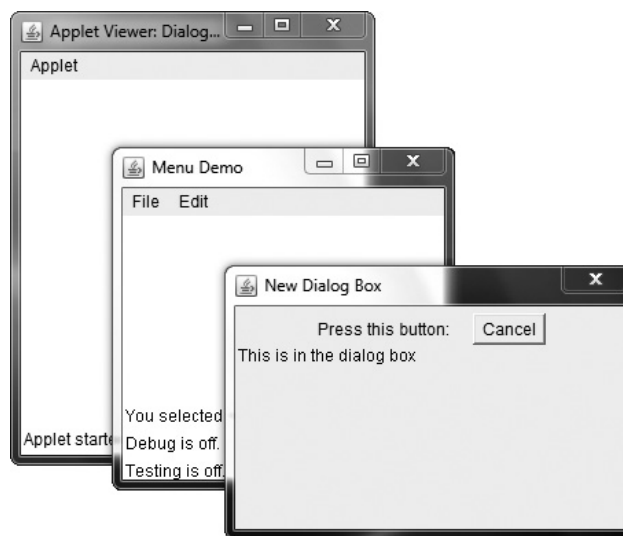 Applet Viewer: Dialog...
Applet
Menu Demo
File Edit
New Dialog Box
Press this button: Cancel
This is in the dialog box
You selected
Applet starte
Debug is off.
Testing is off.